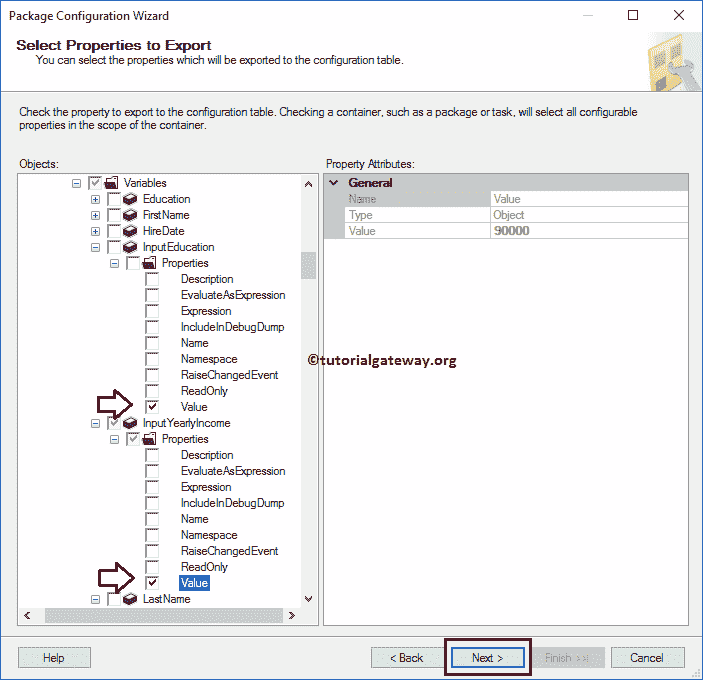 Package Configuration Wizard
Select Properties to Export
You can select the properties which will be exported to the configuration table.
Check the property to export to the configuration table. Checking a container, such as a package or task, will select all configurable
properties in the scope of the container.
Objects:
Variables
Education
FirstName
HireDate
InputEducation
Properties
Description
EvaluateAsExpression
Expression
IncludeInDebugDump
Name
Namespace
RaiseChangedEvent
ReadOnly
Value
InputYearlyIncome
Properties
Description
EvaluateAsExpression
Expression
IncludeInDebugDump
Name
Namespace
RaiseChangedEvent
ReadOnly
Value
LastName
Property Attributes:
General
Name Value
Type Object
Value 90000
©tutorialgateway.org
Help < Back Next > Finish >>| Cancel